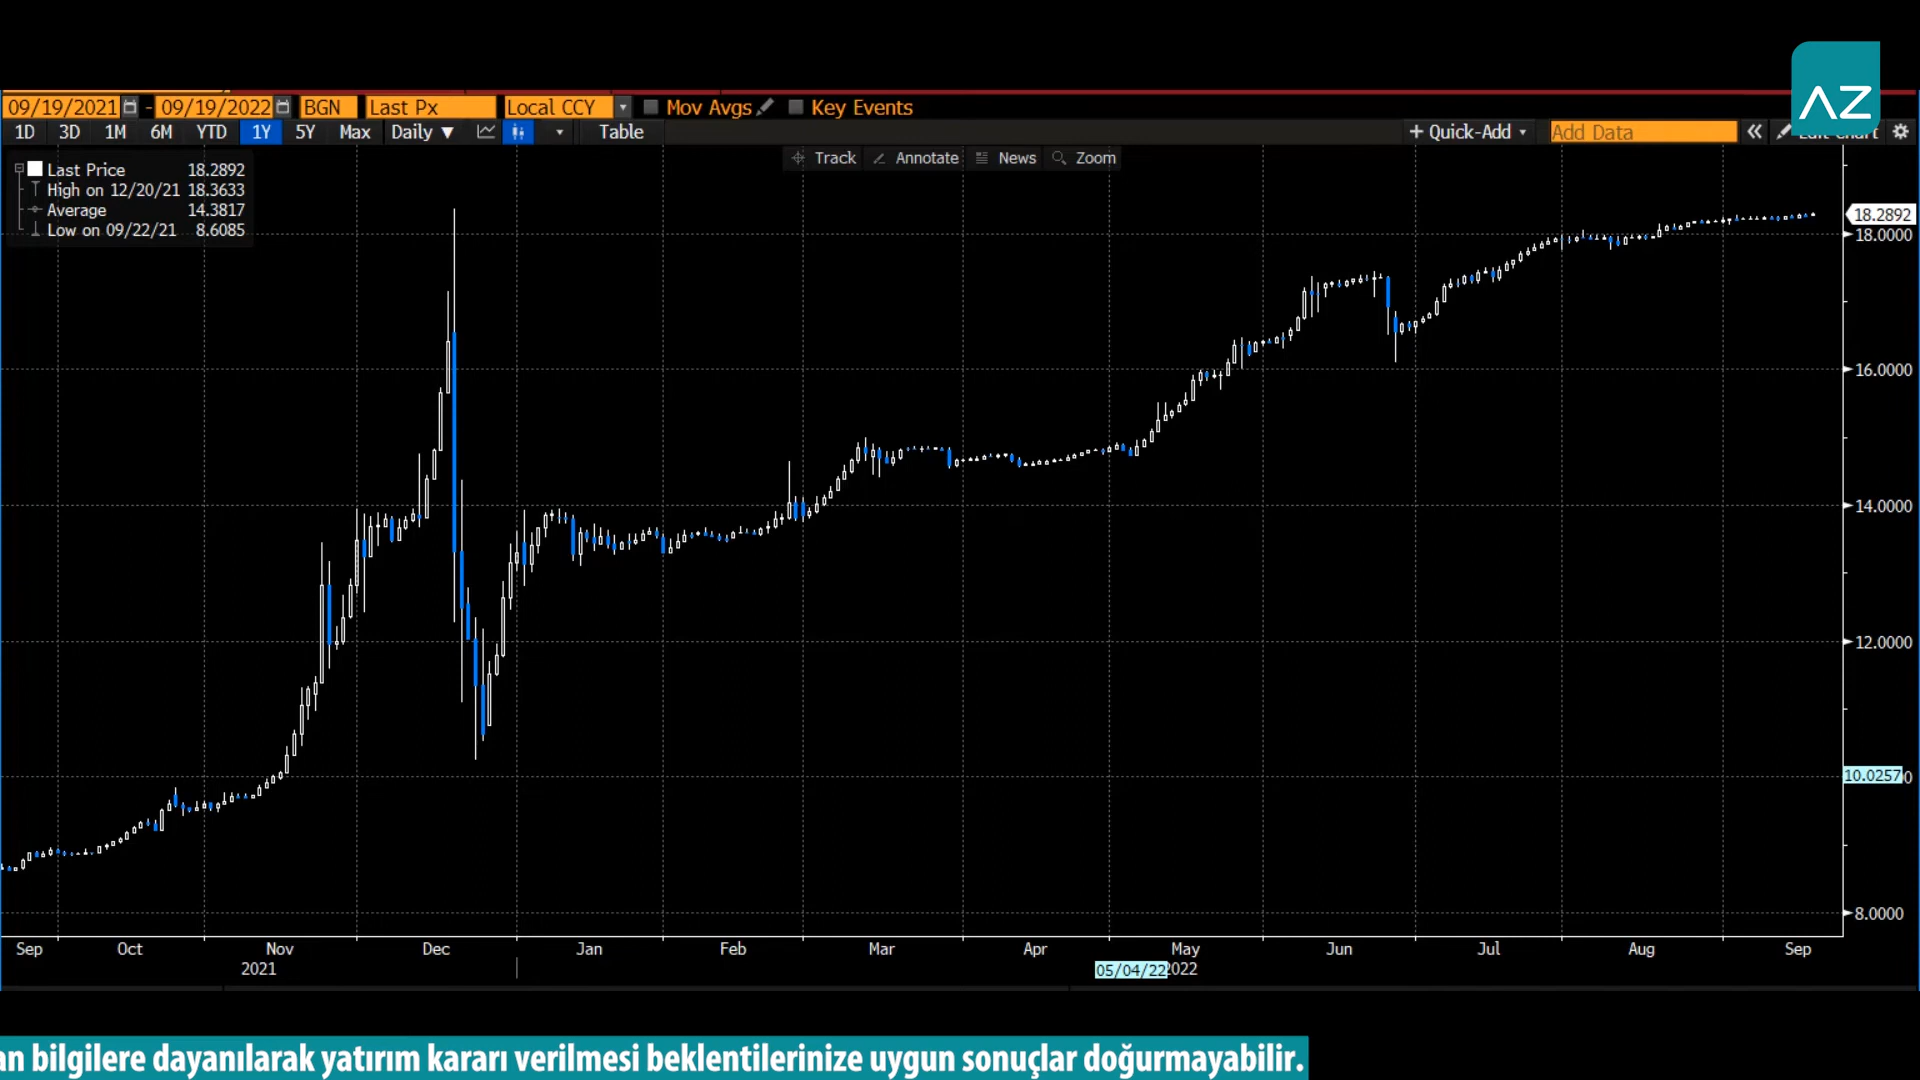 AZ
09/19/2021 - 09/19/2022 BGN Last Px Local CCY Mov Avgs Key Events
1D 3D 1M 6M YTD 1Y 5Y Max Daily ▼ Table + Quick-Add Add Data « Edit Chart
Track Annotate News Zoom
Last Price 18.2892
High on 12/20/21 18.3633
Average 14.3817
Low on 09/22/21 8.6085
18.2892
18.0000
16.0000
14.0000
12.0000
10.0257
8.0000
Sep Oct Nov Dec Jan Feb Mar Apr May Jun Jul Aug Sep
2021 05/04/22 2022
an bilgilere dayanılarak yatırım kararı verilmesi beklentilerinize uygun sonuçlar doğurmayabilir.